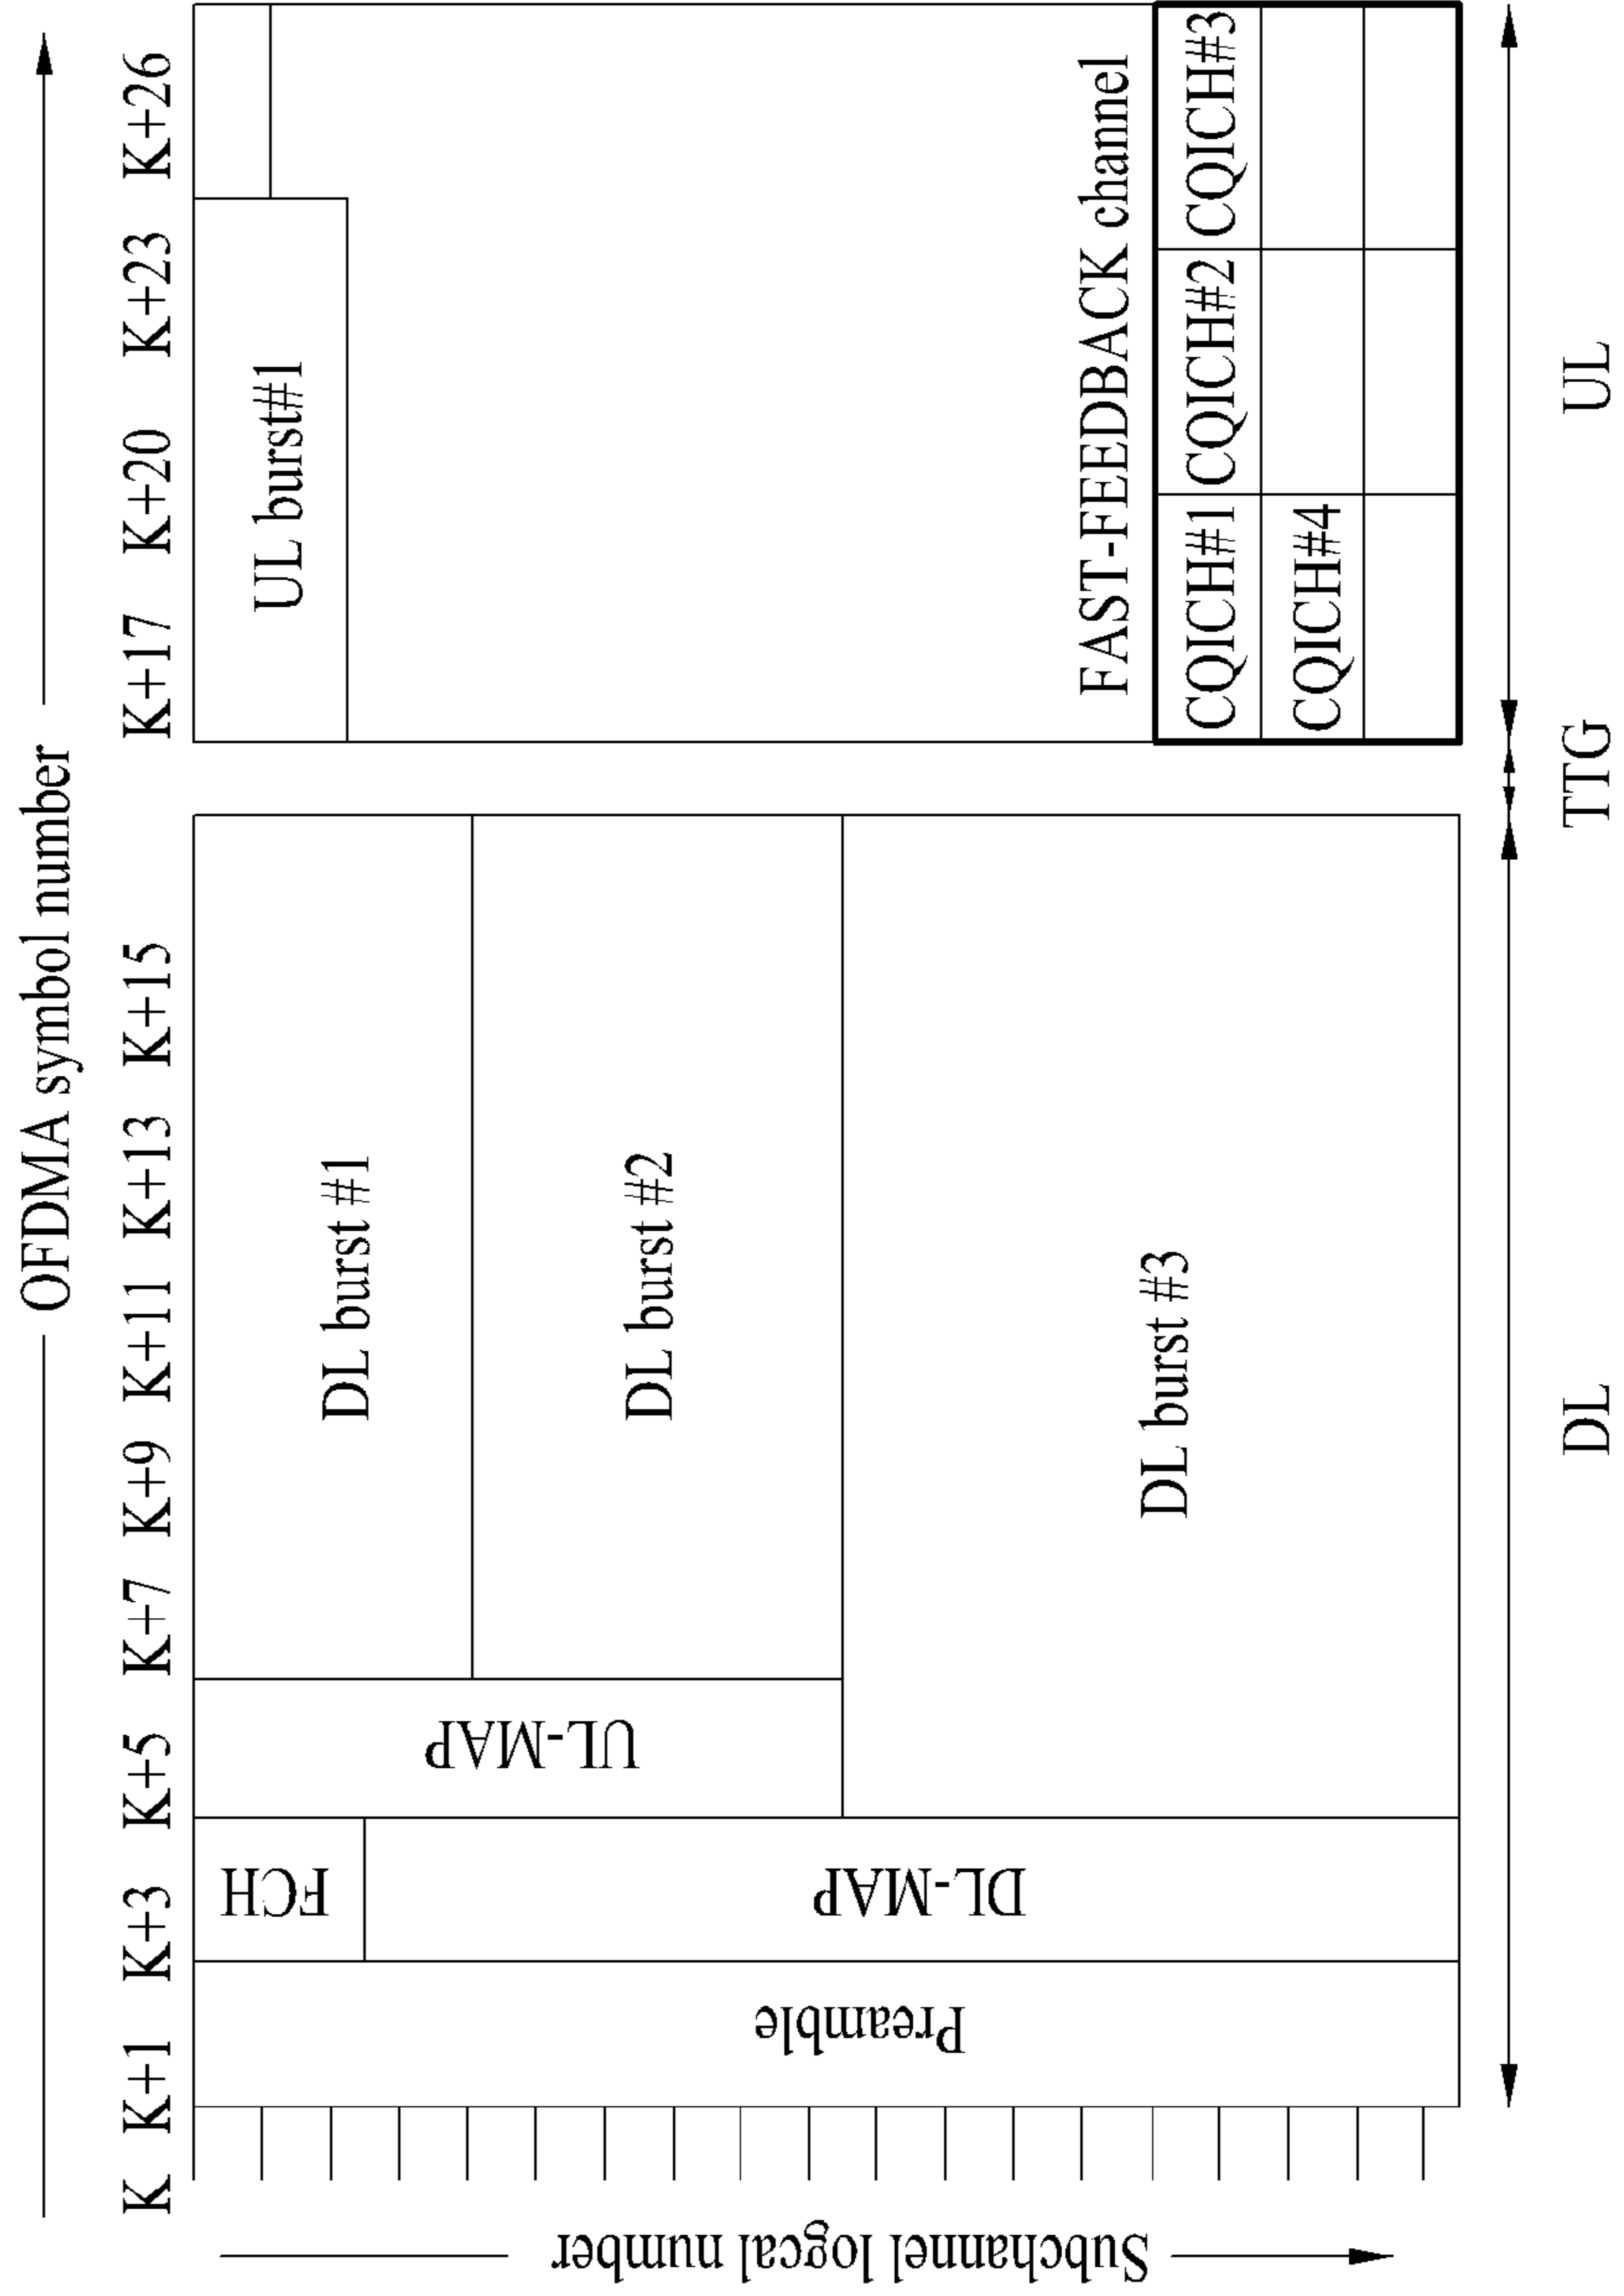 OFDMA symbol number
K K+1 K+3 K+5 K+7 K+9 K+11 K+13 K+15 K+17 K+20 K+23 K+26
Subchannel logcal number
Preamble
FCH
DL-MAP
UL-MAP
DL burst #1
DL burst #2
DL burst #3
UL burst#1
FAST-FEEDBACK channel
CQICH#1 CQICH#2 CQICH#3
CQICH#4
DL TTG UL